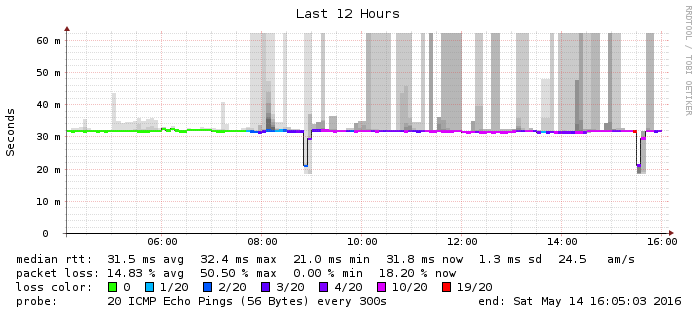 Last 12 Hours
RRDTOOL / TOBI OETIKER
Seconds
60 m
50 m
40 m
30 m
20 m
10 m
0
06:00 08:00 10:00 12:00 14:00 16:00
median rtt: 31.5 ms avg 32.4 ms max 21.0 ms min 31.8 ms now 1.3 ms sd 24.5 am/s
packet loss: 14.83 % avg 50.50 % max 0.00 % min 18.20 % now
loss color: 0 1/20 2/20 3/20 4/20 10/20 19/20
probe: 20 ICMP Echo Pings (56 Bytes) every 300s end: Sat May 14 16:05:03 2016